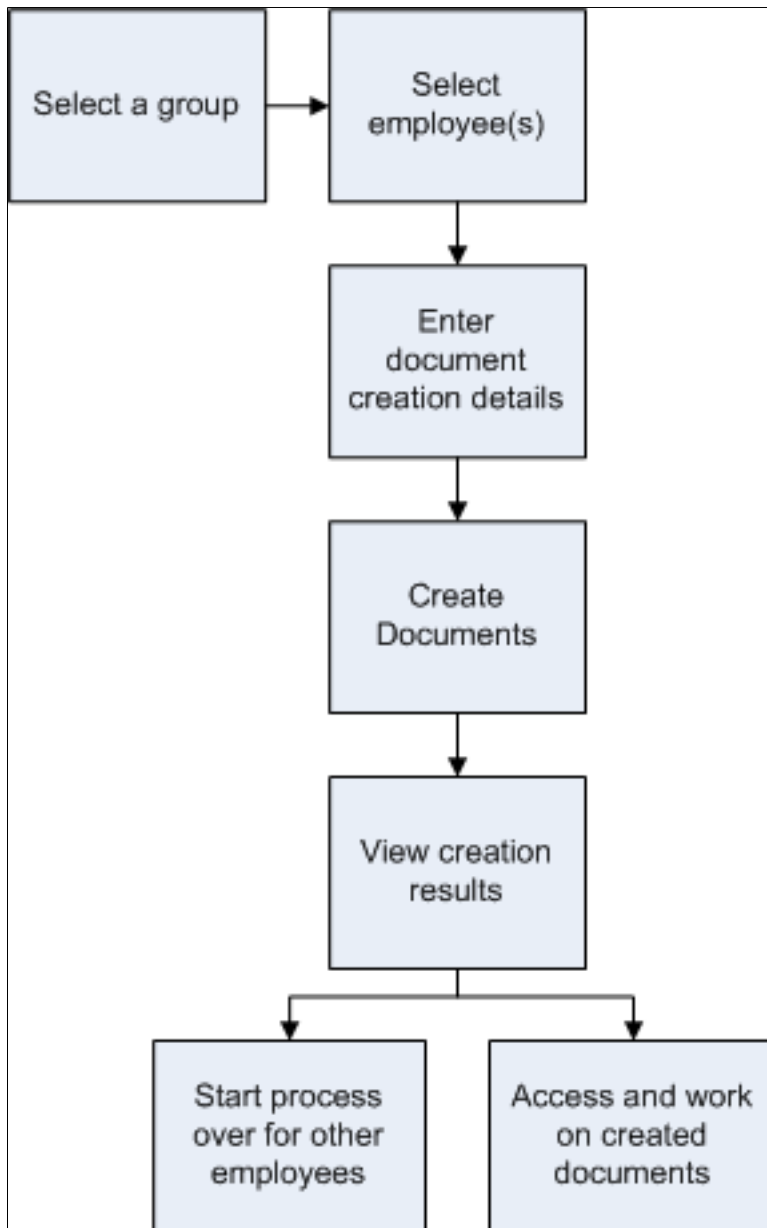 Select a group
Select
employee(s)
Enter
document
creation details
Create
Documents
View creation
results
Start process
over for other
employees
Access and work
on created
documents